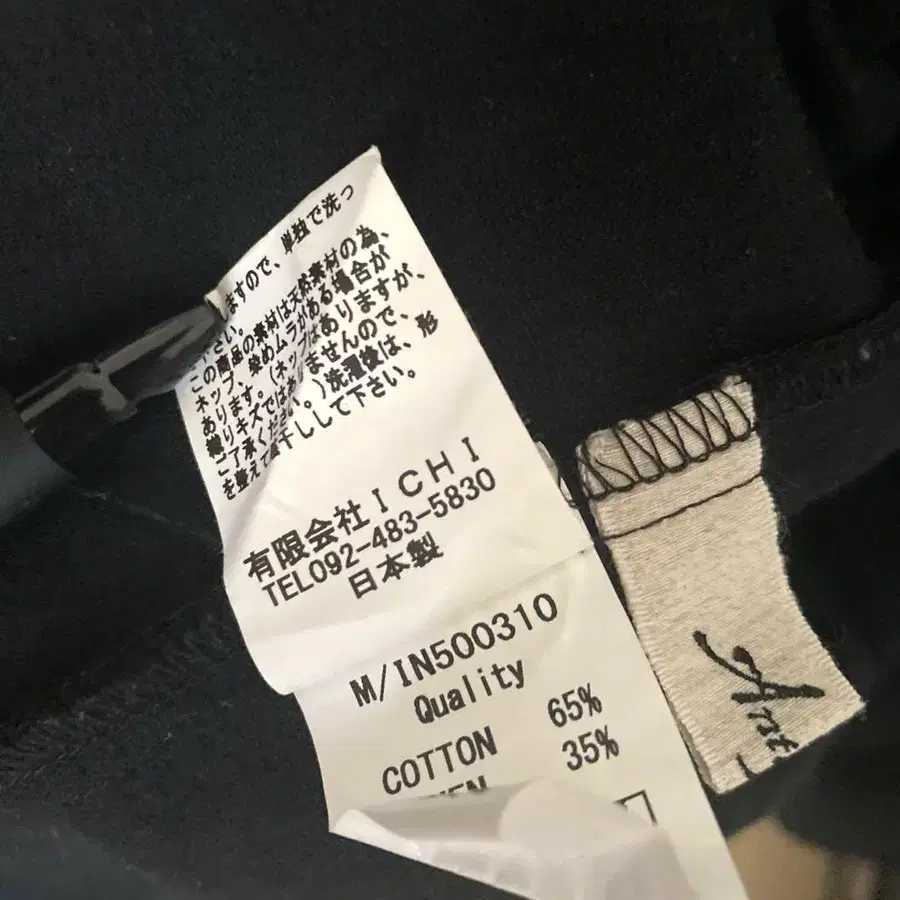 ますので、単独で洗っ
下さい。
この商品の素材は天然素材の為、
ネップ、染めムラがある場合が
あります。(ネップはありますが、
織りキズではありませんので、
ご了承ください。)洗濯後は、形
を整えて陰干しして下さい。
有限会社ICHI
TEL092-483-5830
日本製
M/IN500310
Quality
COTTON 65%
35%